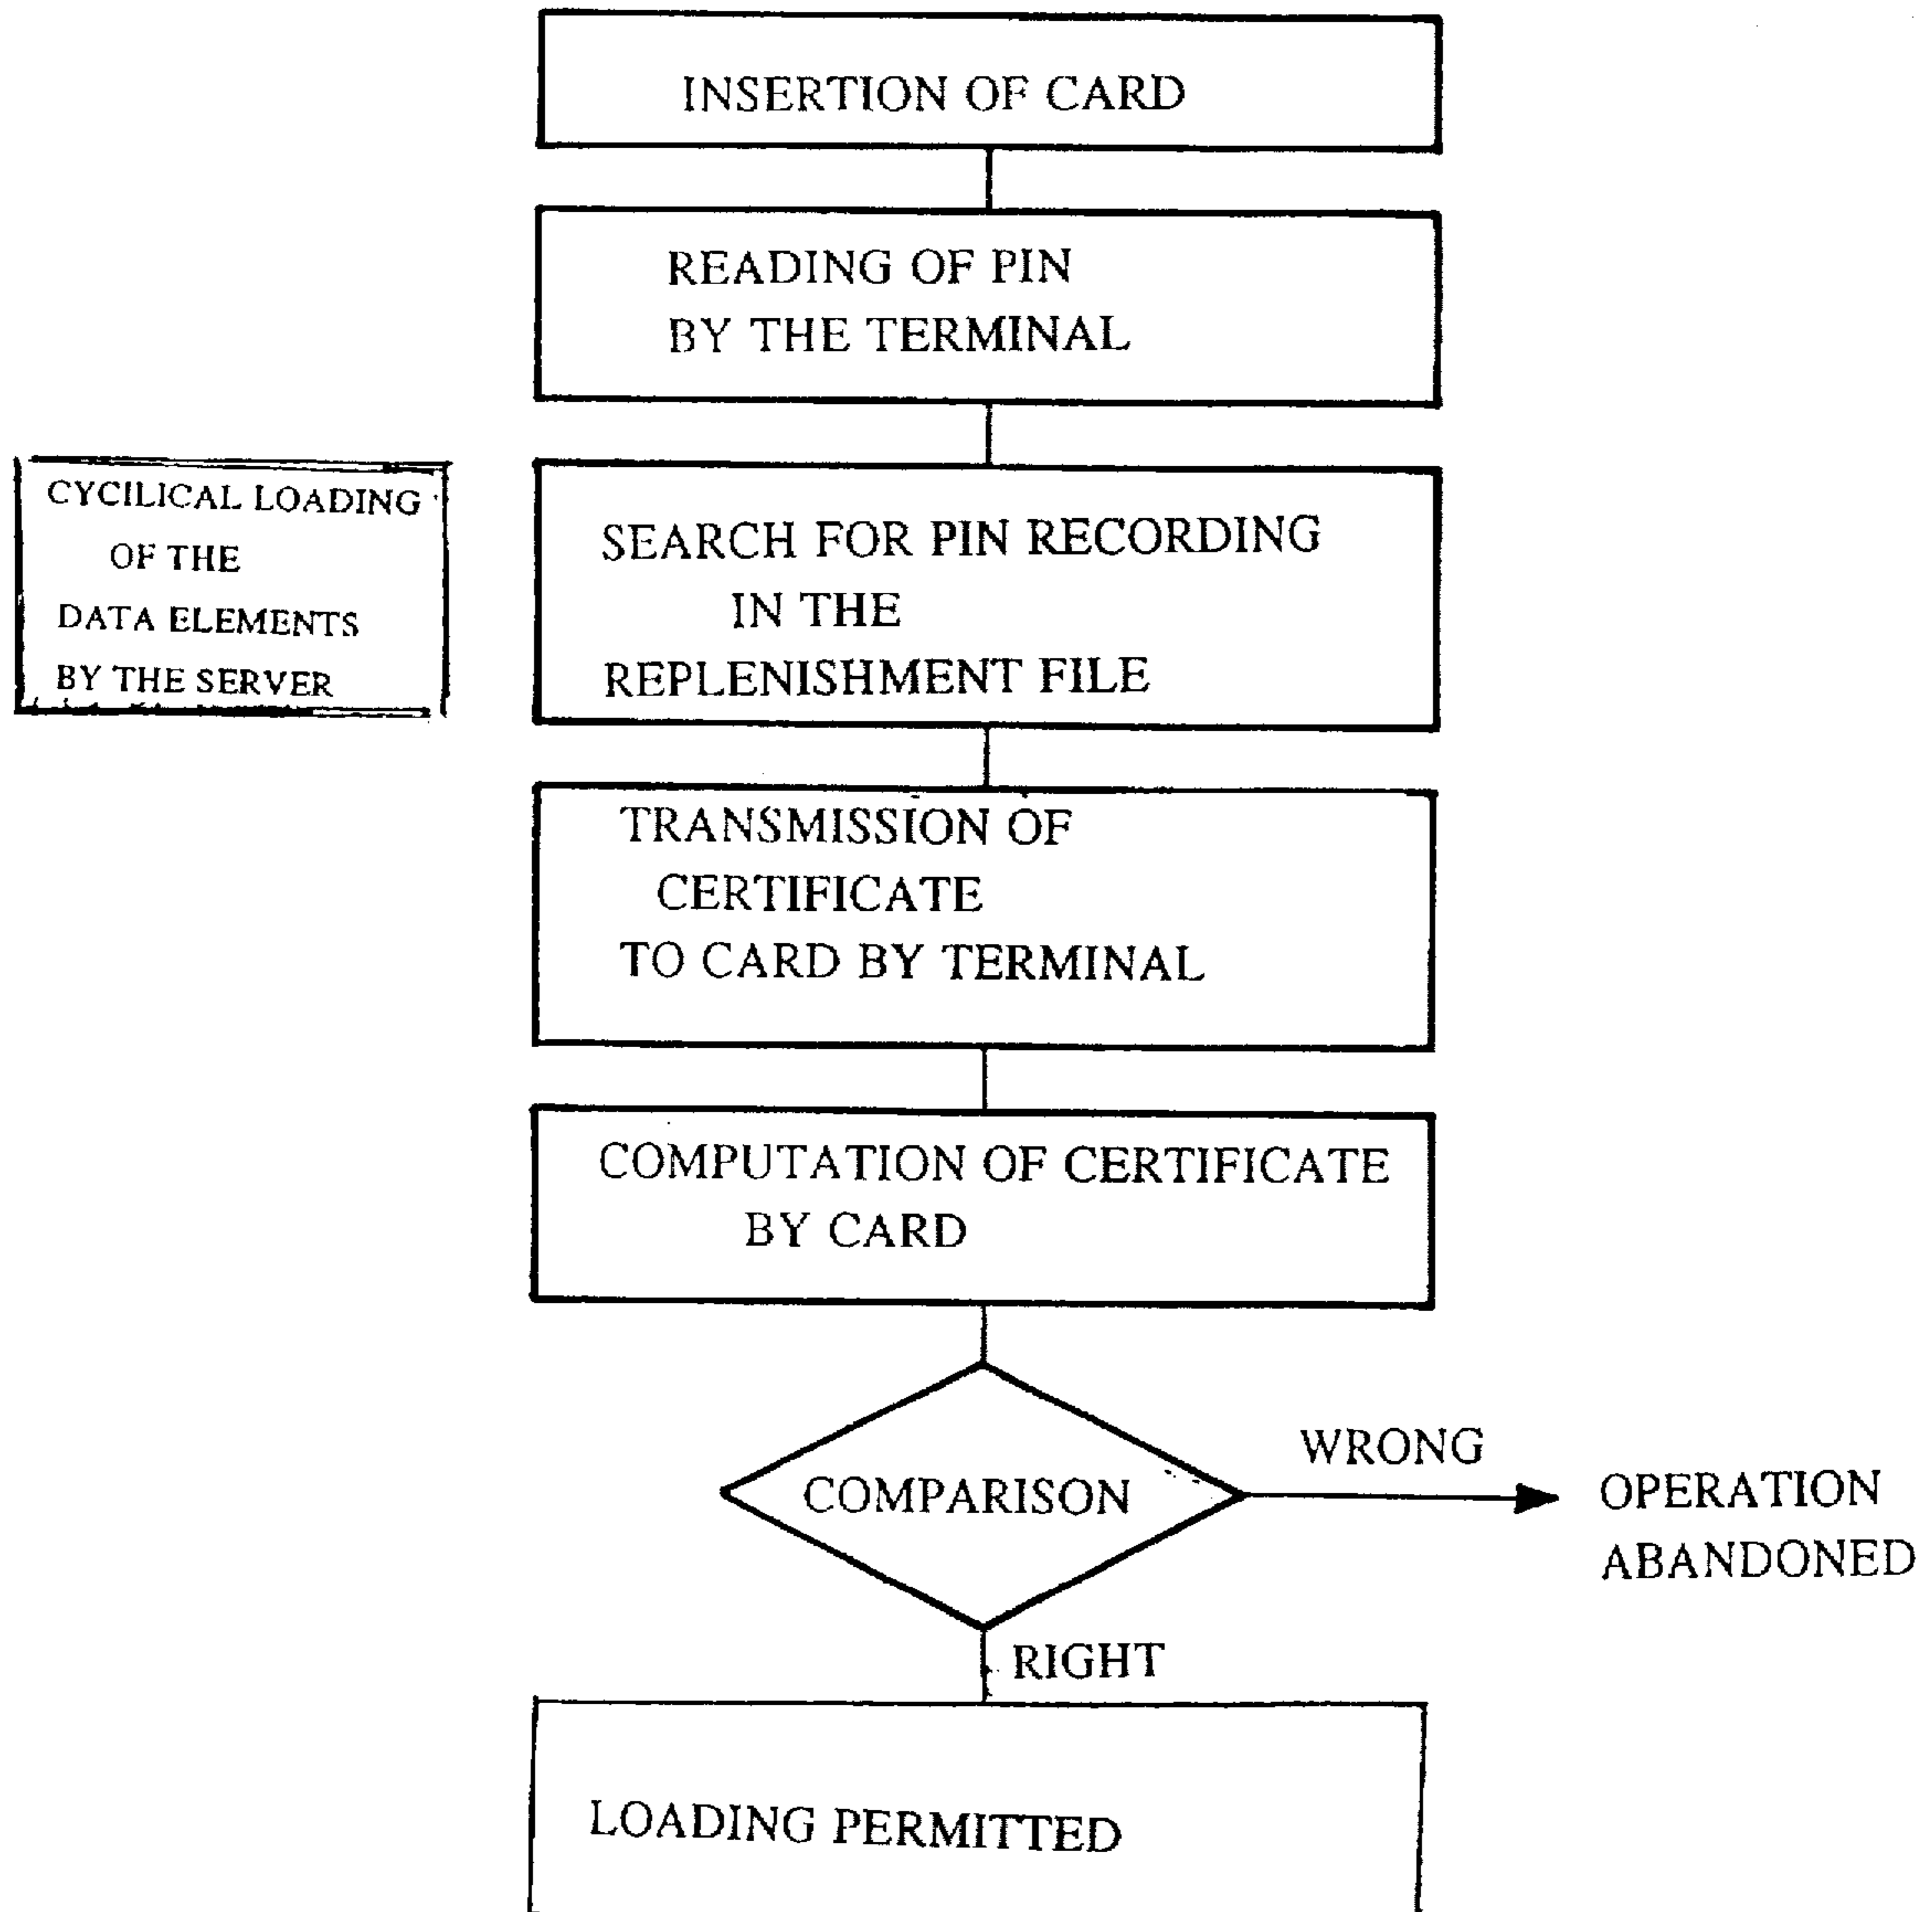 INSERTION OF CARD
READING OF PIN
BY THE TERMINAL
CYCILICAL LOADING
OF THE
DATA ELEMENTS
BY THE SERVER
SEARCH FOR PIN RECORDING
IN THE
REPLENISHMENT FILE
TRANSMISSION OF
CERTIFICATE
TO CARD BY TERMINAL
COMPUTATION OF CERTIFICATE
BY CARD
COMPARISON
WRONG
OPERATION
ABANDONED
RIGHT
LOADING PERMITTED